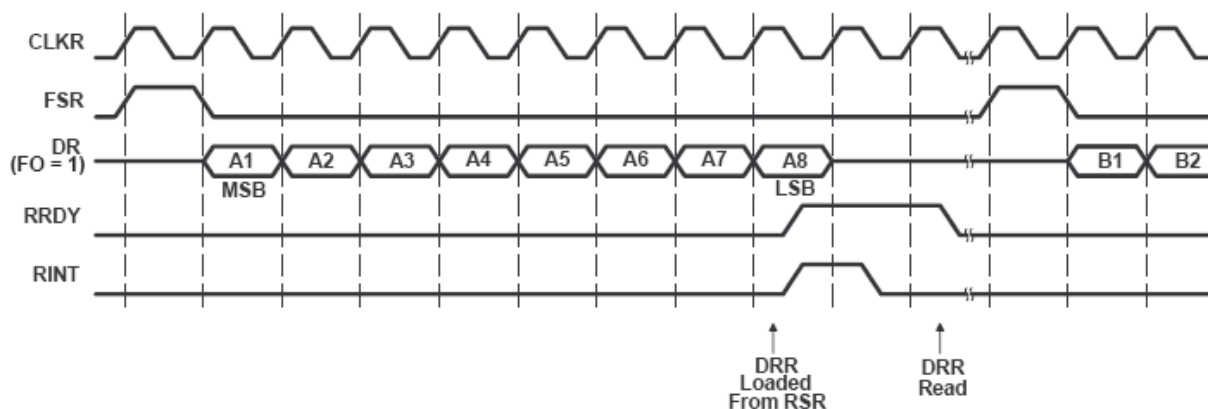 CLKR
FSR
DR
(FO = 1)
A1 A2 A3 A4 A5 A6 A7 A8 B1 B2
MSB LSB
RRDY
RINT
DRR
Loaded
From RSR
DRR
Read